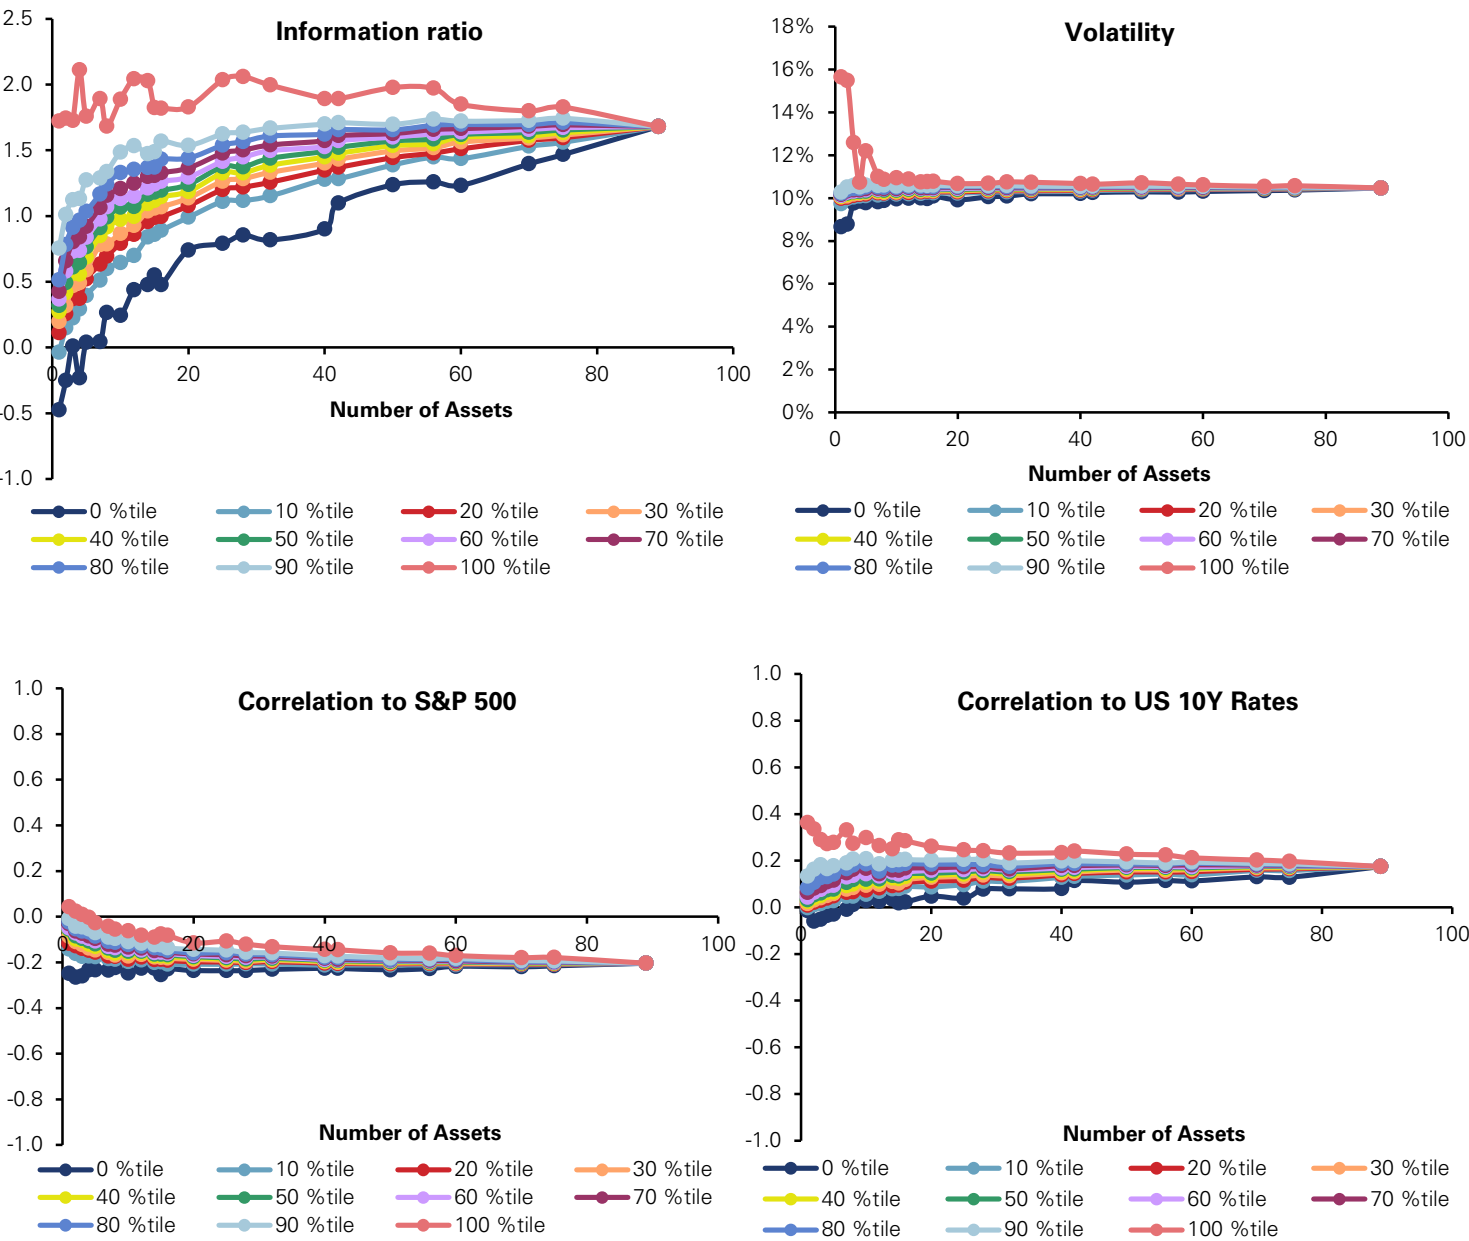 Information ratio
2.5
2.0
1.5
1.0
0.5
0.0
-0.5
-1.0
0 20 40 60 80 100
Number of Assets
0 %tile 10 %tile 20 %tile 30 %tile
40 %tile 50 %tile 60 %tile 70 %tile
80 %tile 90 %tile 100 %tile
Volatility
18%
16%
14%
12%
10%
8%
6%
4%
2%
0%
0 20 40 60 80 100
Number of Assets
0 %tile 10 %tile 20 %tile 30 %tile
40 %tile 50 %tile 60 %tile 70 %tile
80 %tile 90 %tile 100 %tile
Correlation to S&P 500
1.0
0.8
0.6
0.4
0.2
0.0
-0.2
-0.4
-0.6
-0.8
-1.0
0 20 40 60 80 100
Number of Assets
0 %tile 10 %tile 20 %tile 30 %tile
40 %tile 50 %tile 60 %tile 70 %tile
80 %tile 90 %tile 100 %tile
Correlation to US 10Y Rates
1.0
0.8
0.6
0.4
0.2
0.0
-0.2
-0.4
-0.6
-0.8
-1.0
0 20 40 60 80 100
Number of Assets
0 %tile 10 %tile 20 %tile 30 %tile
40 %tile 50 %tile 60 %tile 70 %tile
80 %tile 90 %tile 100 %tile